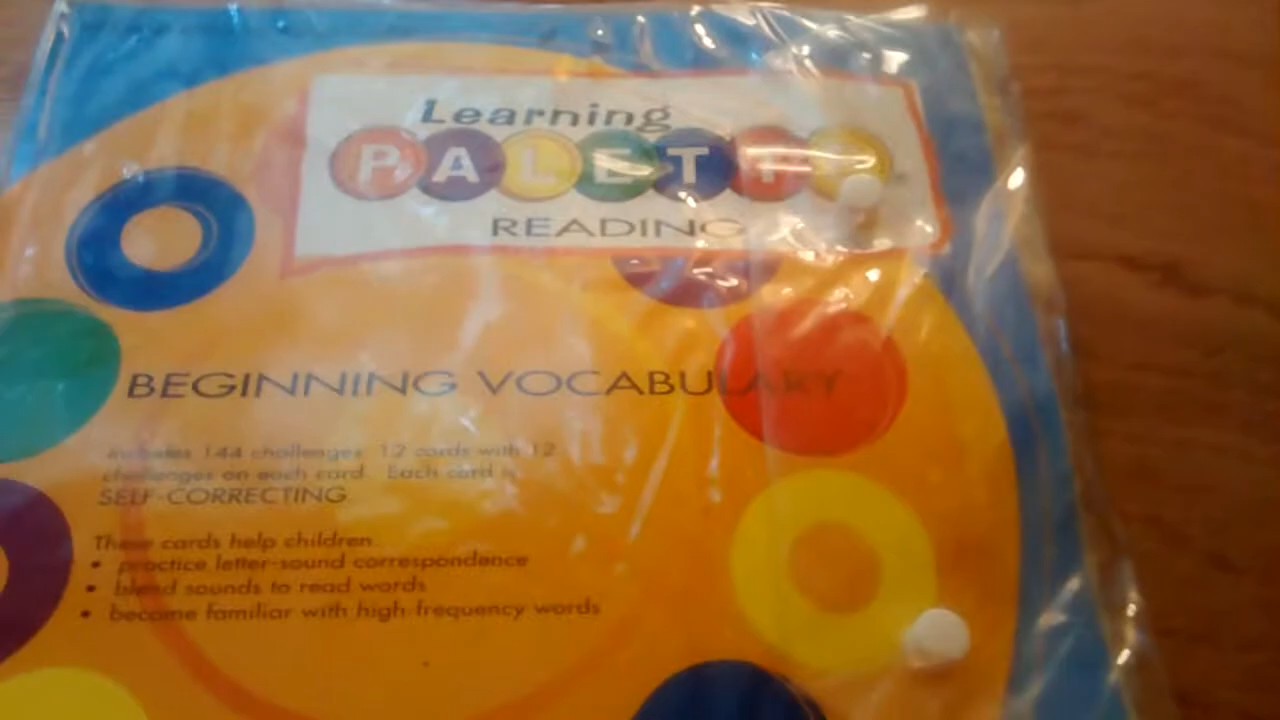 Learning
PALETTE
READING
BEGINNING VOCABULARY
includes 144 challenges: 12 cards with 12
challenges on each card. Each card is
SELF-CORRECTING
These cards help children
• practice letter-sound correspondence
• blend sounds to read words
• become familiar with high-frequency words